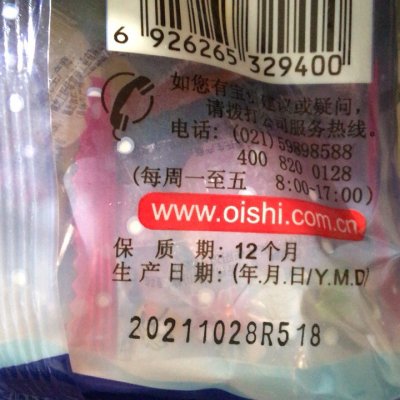 6 926265 329400
如您有宝贵建议或疑问,
请拨打公司服务热线。
电话: (021)59898588
400 820 0128
(每周一至五 8:00-17:00)
www.oishi.com.cn
保 质 期: 12个月
生产日期: (年.月.日/Y.M.D)
20211028R518